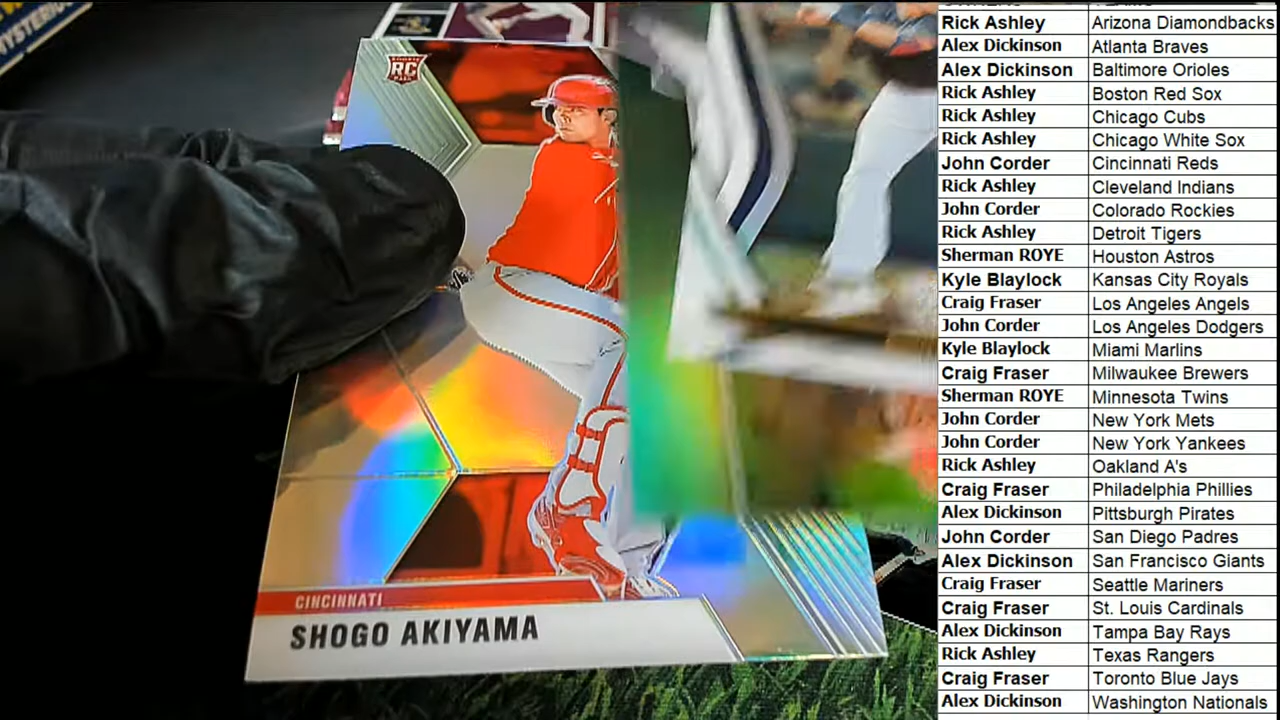 MYSTERIOUS
ROOKIE
RC
CINCINNATI
SHOGO AKIYAMA
Rick Ashley Arizona Diamondbacks
Alex Dickinson Atlanta Braves
Alex Dickinson Baltimore Orioles
Rick Ashley Boston Red Sox
Rick Ashley Chicago Cubs
Rick Ashley Chicago White Sox
John Corder Cincinnati Reds
Rick Ashley Cleveland Indians
John Corder Colorado Rockies
Rick Ashley Detroit Tigers
Sherman ROYE Houston Astros
Kyle Blaylock Kansas City Royals
Craig Fraser Los Angeles Angels
John Corder Los Angeles Dodgers
Kyle Blaylock Miami Marlins
Craig Fraser Milwaukee Brewers
Sherman ROYE Minnesota Twins
John Corder New York Mets
John Corder New York Yankees
Rick Ashley Oakland A's
Craig Fraser Philadelphia Phillies
Alex Dickinson Pittsburgh Pirates
John Corder San Diego Padres
Alex Dickinson San Francisco Giants
Craig Fraser Seattle Mariners
Craig Fraser St. Louis Cardinals
Alex Dickinson Tampa Bay Rays
Rick Ashley Texas Rangers
Craig Fraser Toronto Blue Jays
Alex Dickinson Washington Nationals